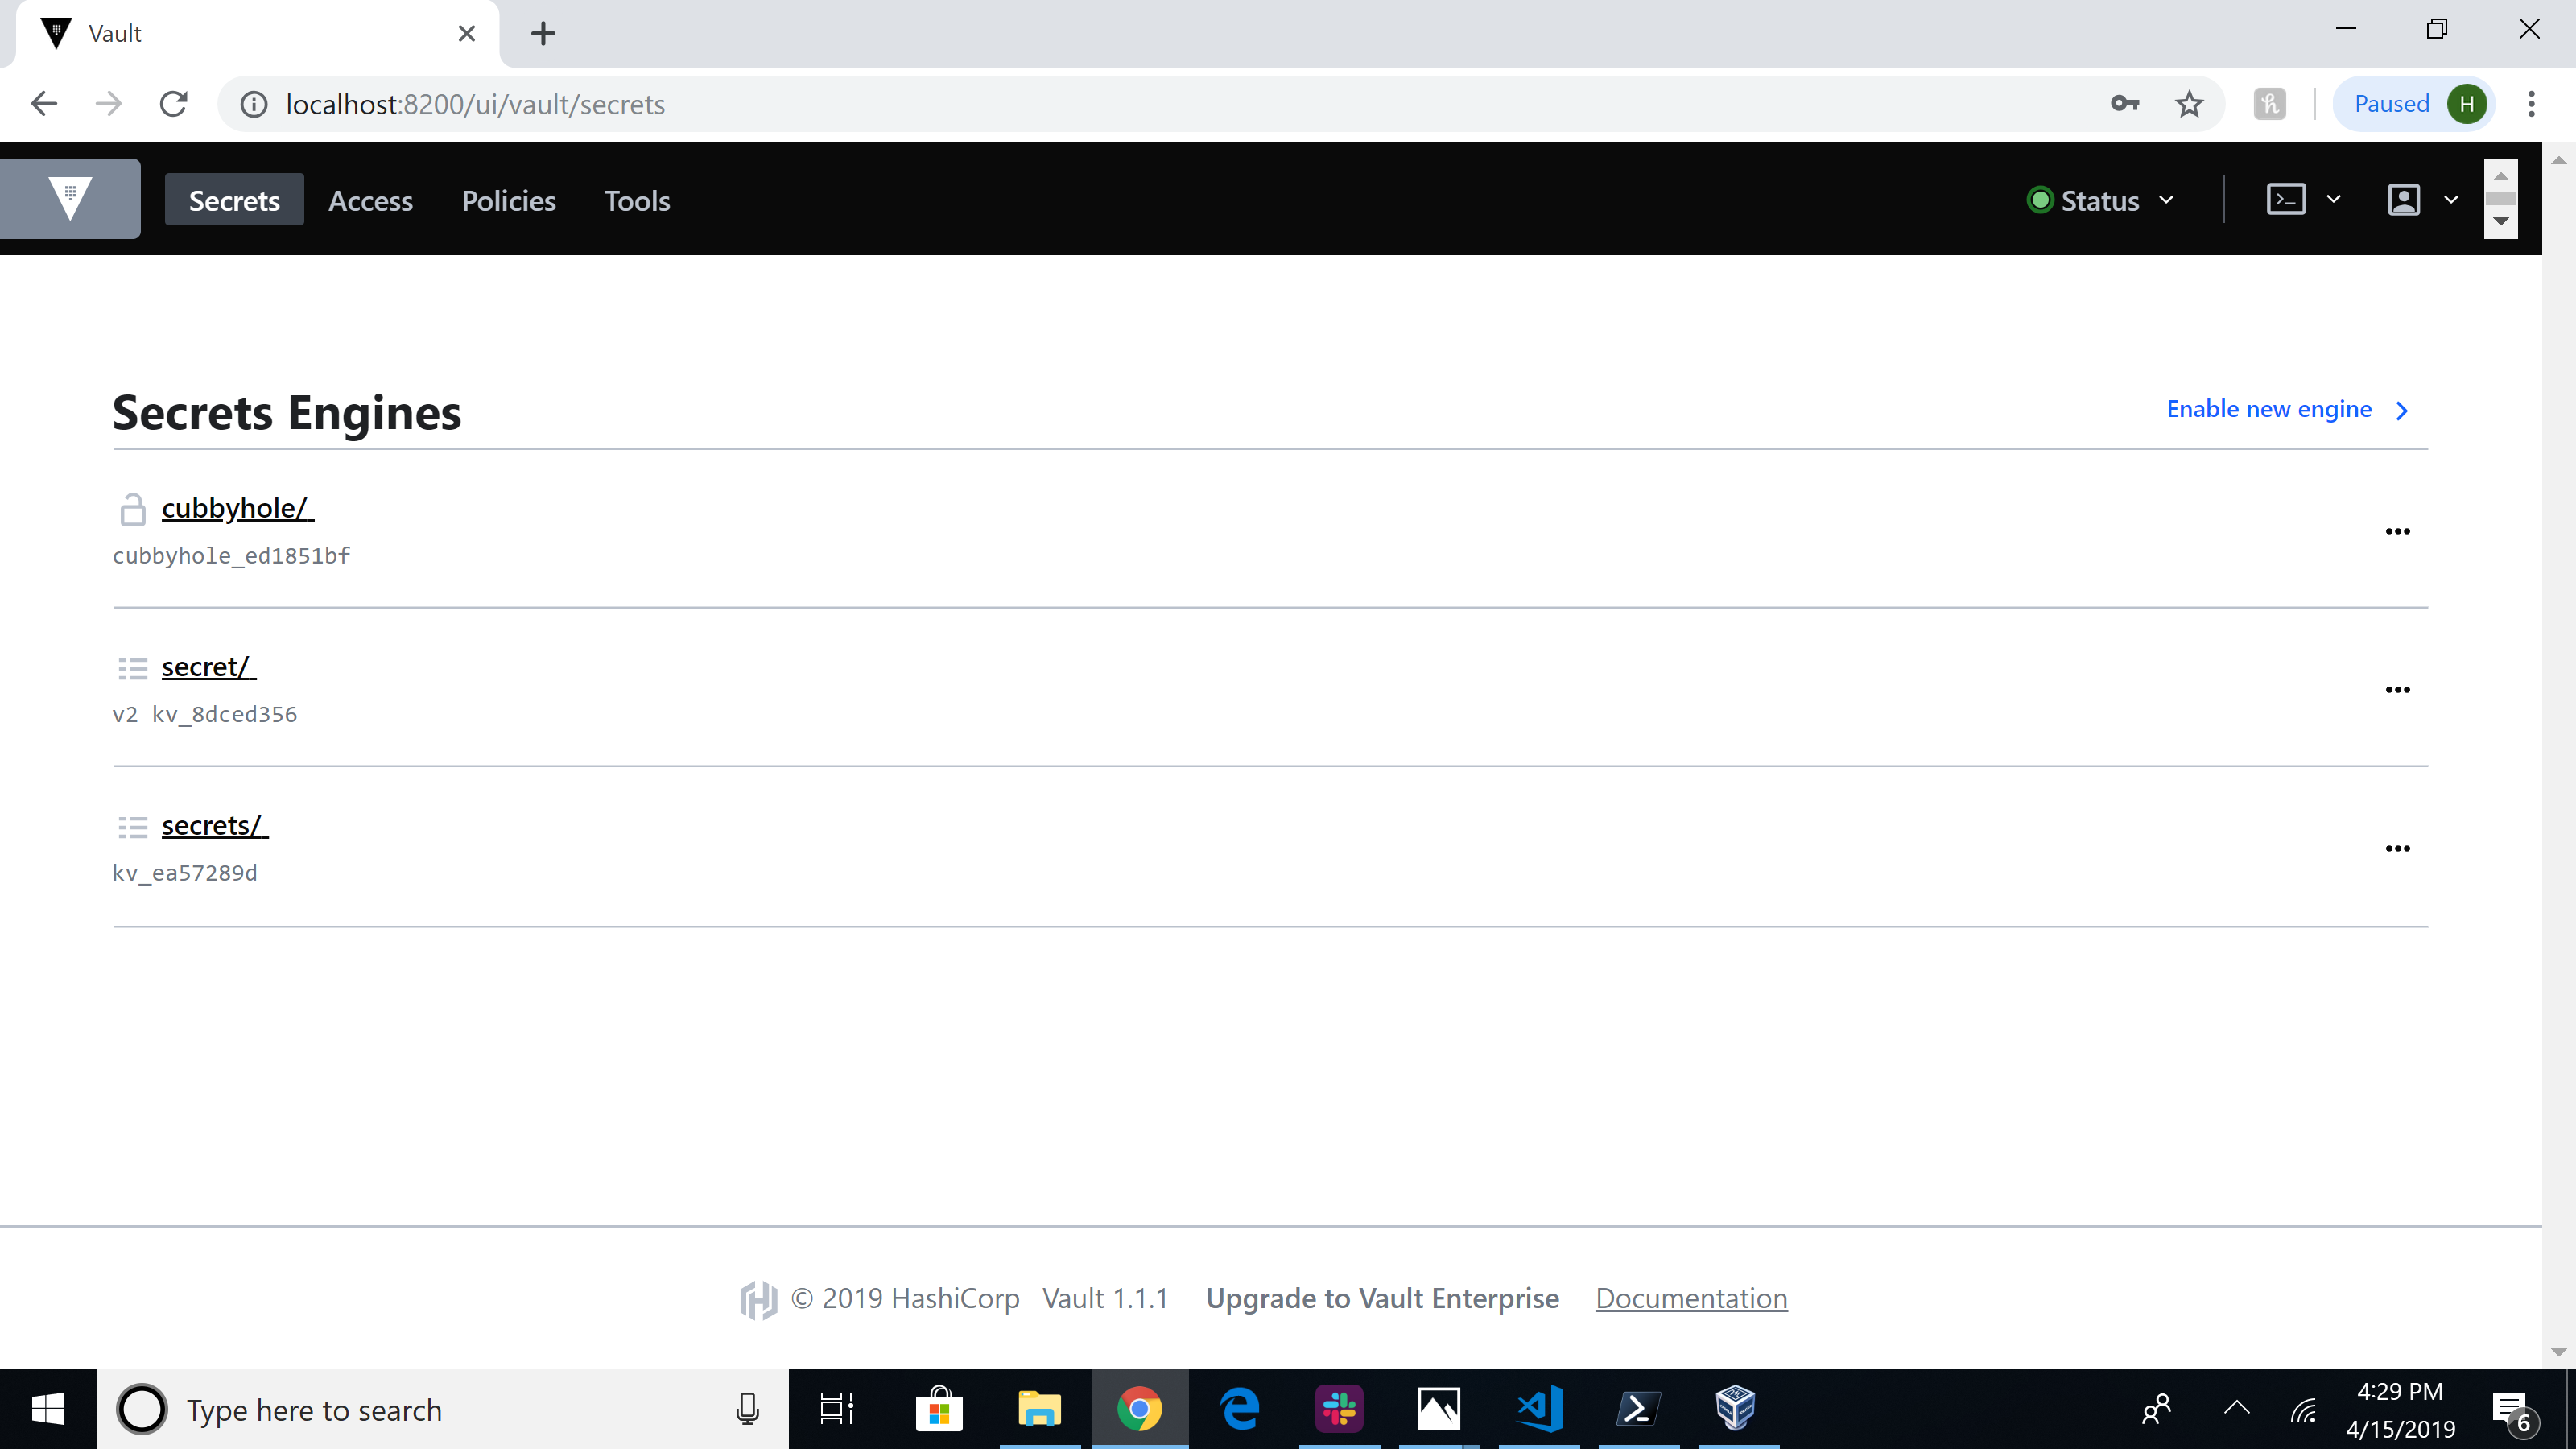 Vault
localhost:8200/ui/vault/secrets
Paused H
Secrets Access Policies Tools Status
Secrets Engines Enable new engine
cubbyhole/
cubbyhole_ed1851bf
secret/
v2 kv_8dced356
secrets/
kv_ea57289d
© 2019 HashiCorp Vault 1.1.1 Upgrade to Vault Enterprise Documentation
Type here to search
4:29 PM
4/15/2019
6